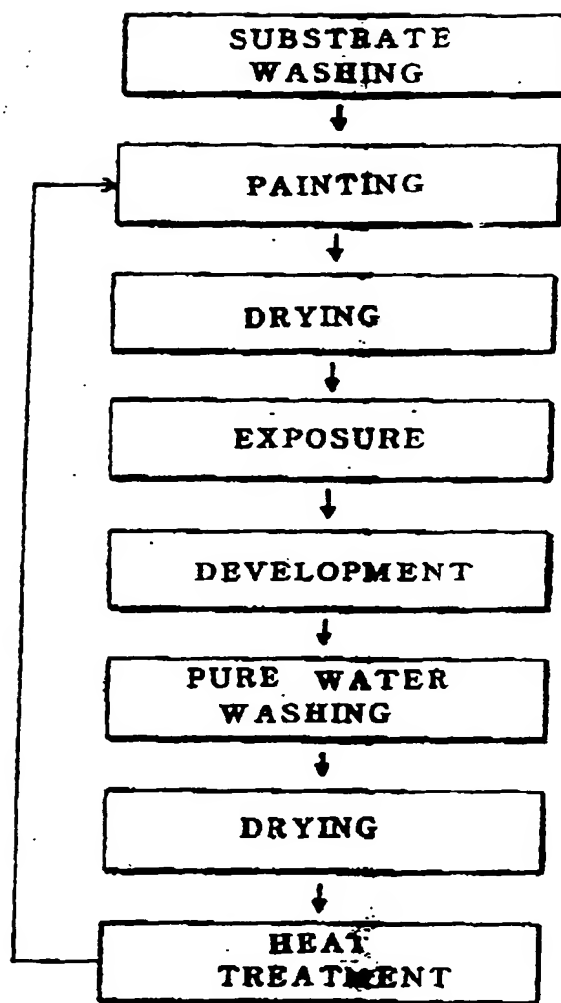 SUBSTRATE
WASHING
PAINTING
DRYING
EXPOSURE
DEVELOPMENT
PURE WATER
WASHING
DRYING
HEAT
TREATMENT